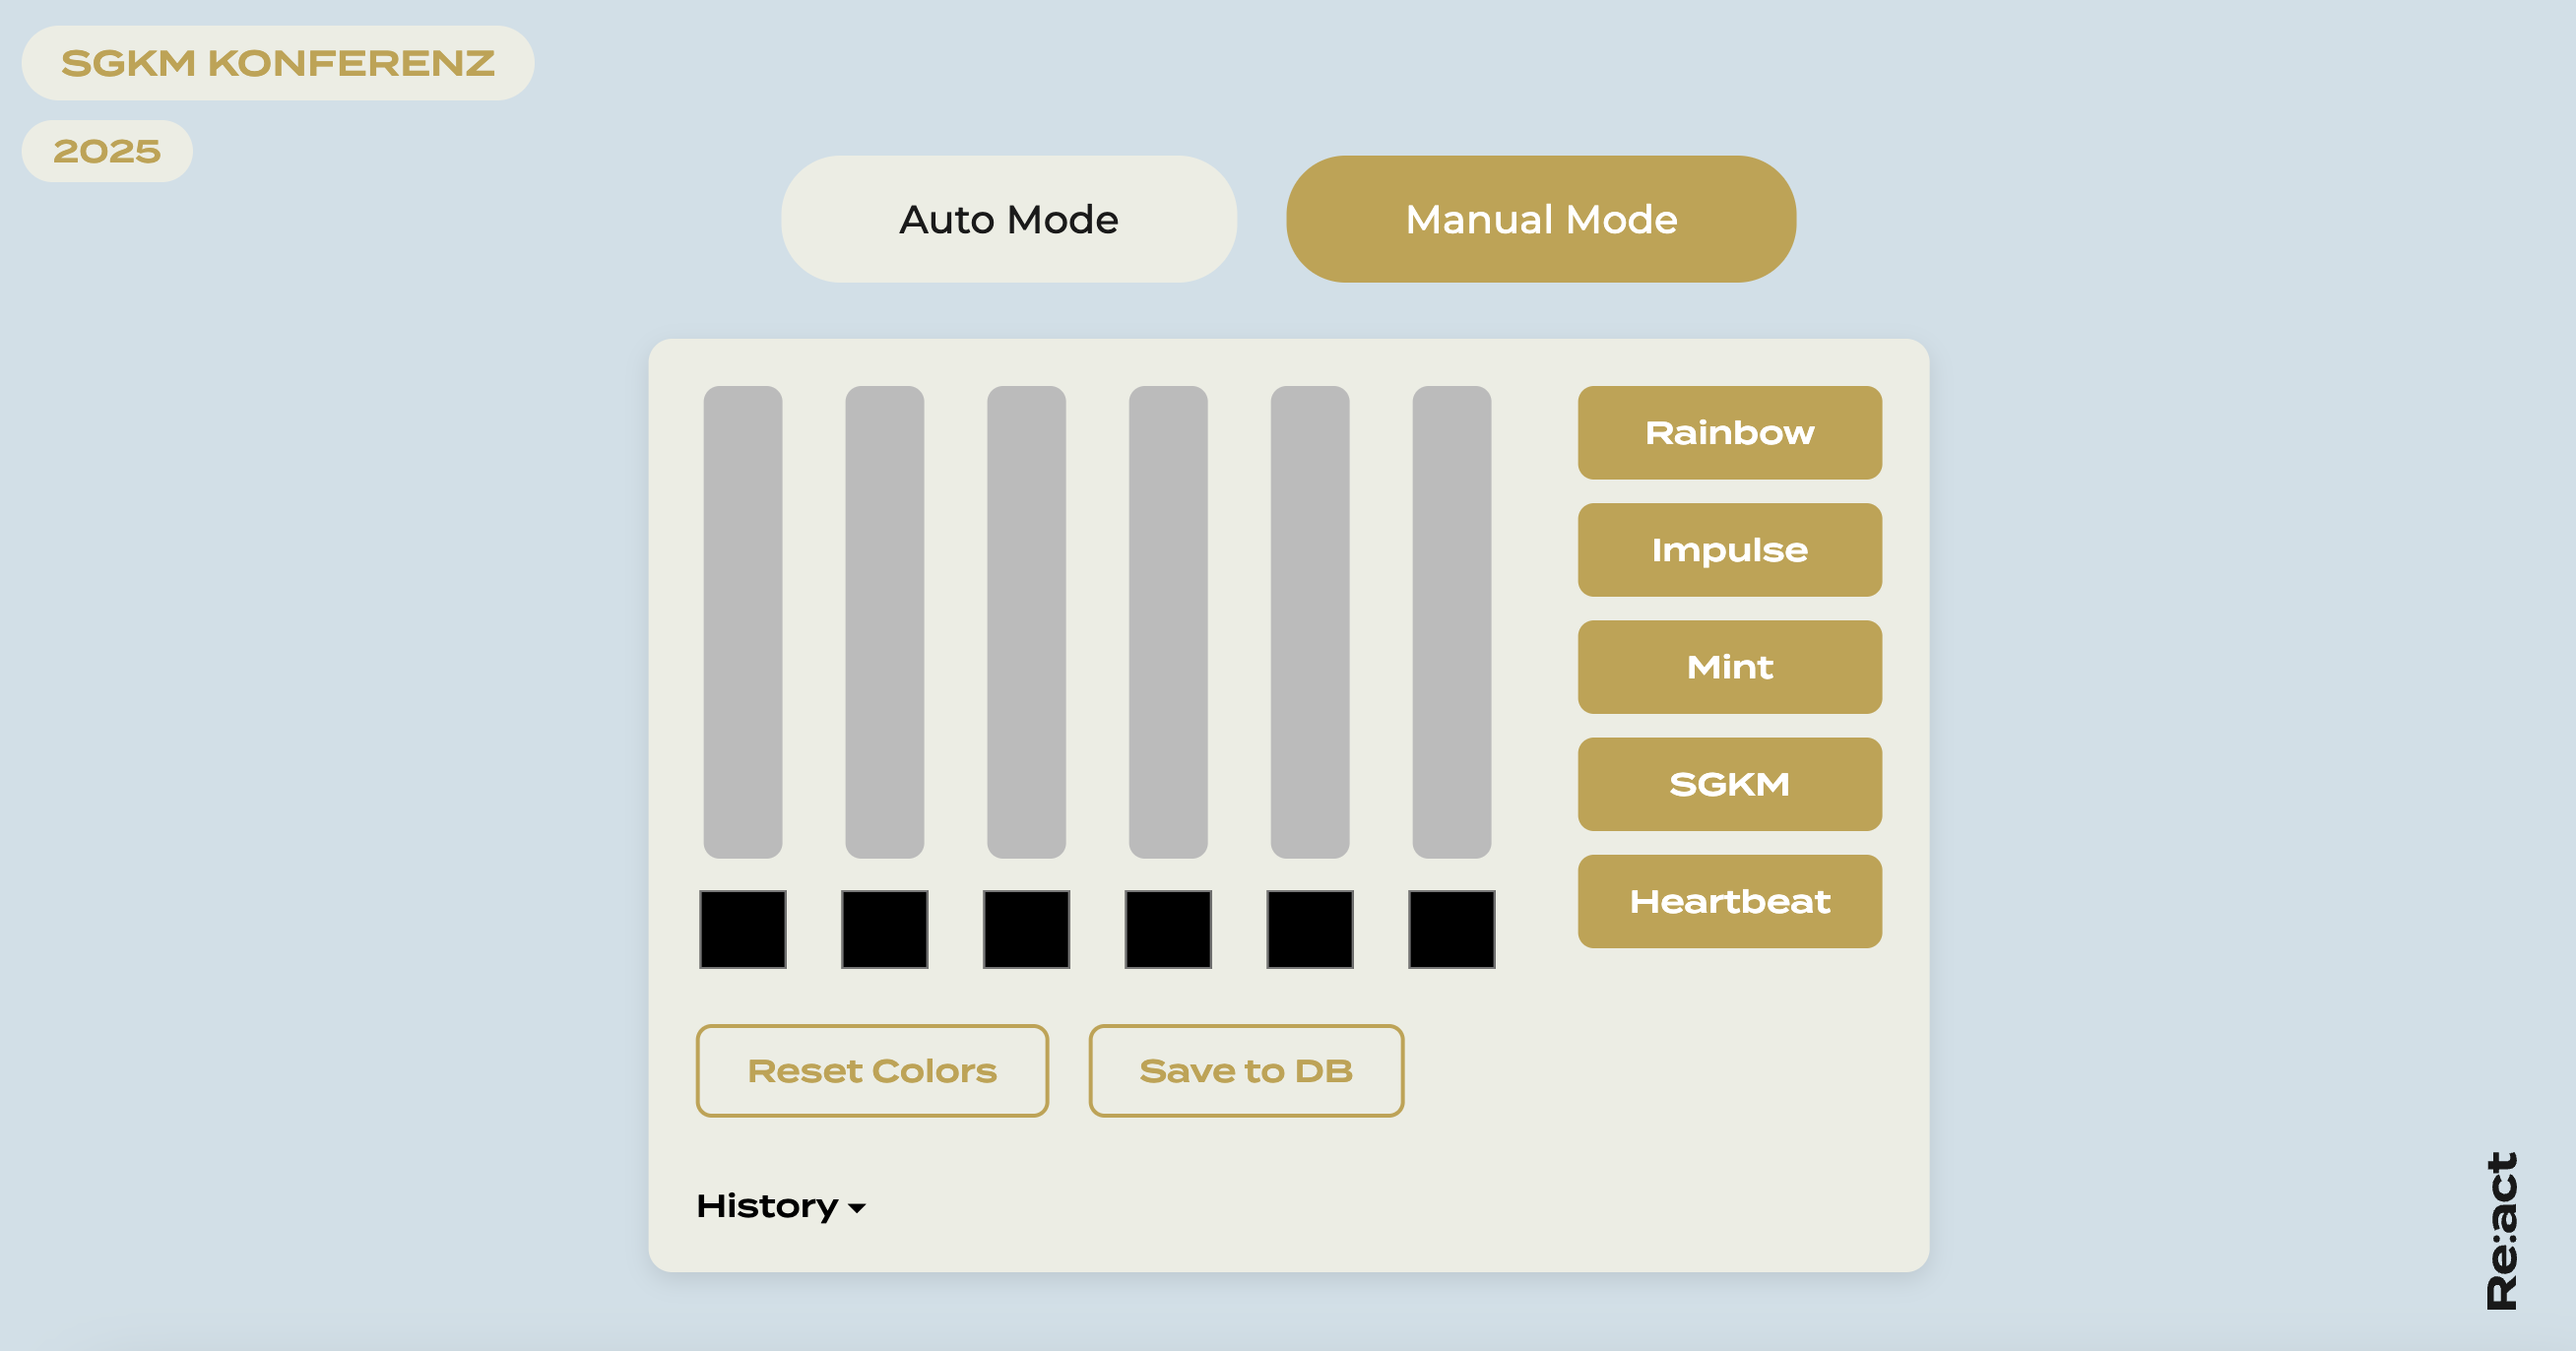 SGKM KONFERENZ
2025
Auto Mode
Manual Mode
Rainbow
Impulse
Mint
SGKM
Heartbeat
Reset Colors
Save to DB
History
Re:act